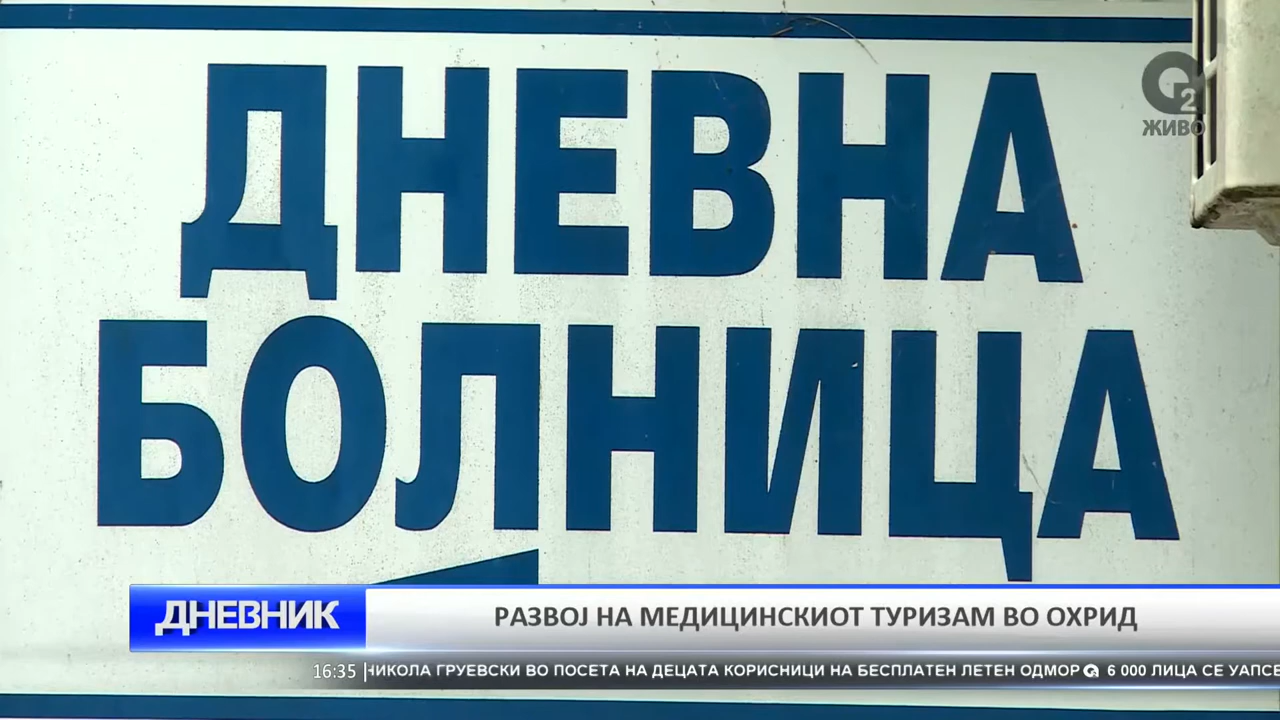 ДНЕВНА
БОЛНИЦА
2
ЖИВО
ДНЕВНИК
РАЗВОЈ НА МЕДИЦИНСКИОТ ТУРИЗАМ ВО ОХРИД
16:35
НИКОЛА ГРУЕВСКИ ВО ПОСЕТА НА ДЕЦАТА КОРИСНИЦИ НА БЕСПЛАТЕН ЛЕТЕН ОДМОР 6 000 ЛИЦА СЕ